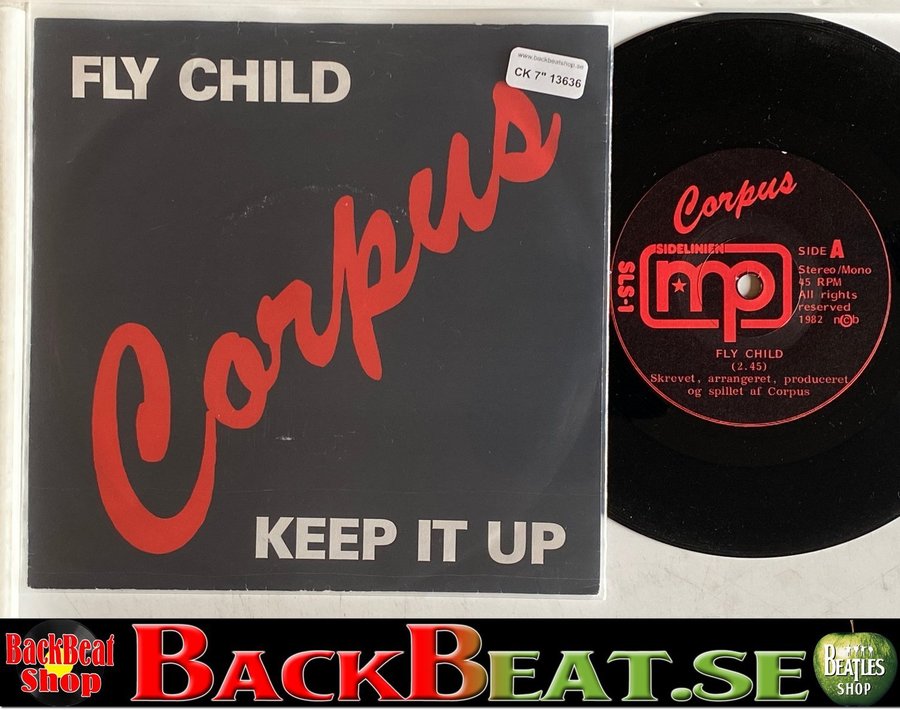 FLY CHILD
www.backbeatshop.se
CK 7" 13636
Corpus
KEEP IT UP
Corpus
SIDELINIEN
mp
SLS-1
SIDE A
Stereo/Mono
45 RPM
All rights
reserved
1982 n©b
FLY CHILD
(2.45)
Skrevet, arrangeret, produceret
og spillet af Corpus
BackBeat
Shop
BACKBEAT.SE
BEATLES
SHOP